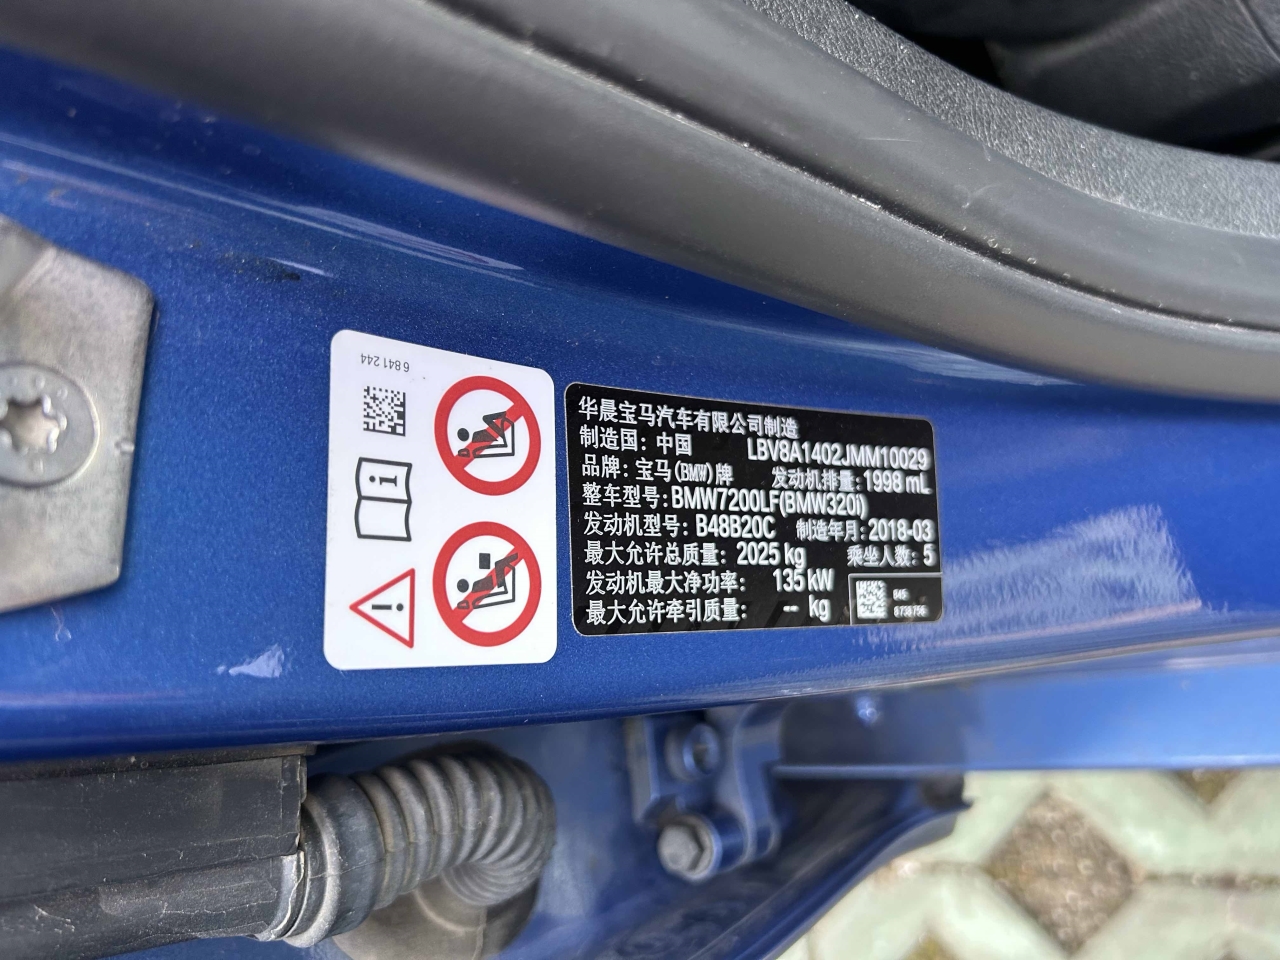 6 841 244
华晨宝马汽车有限公司制造
制造国：中国 LBV8A1402JMM10029
品牌：宝马(BMW)牌 发动机排量：1998 mL
整车型号：BMW7200LF(BMW320i)
发动机型号：B48B20C 制造年月：2018-03
最大允许总质量：2025 kg 乘坐人数：5
发动机最大净功率：135 kW
最大允许牵引质量：-- kg
8 738 756